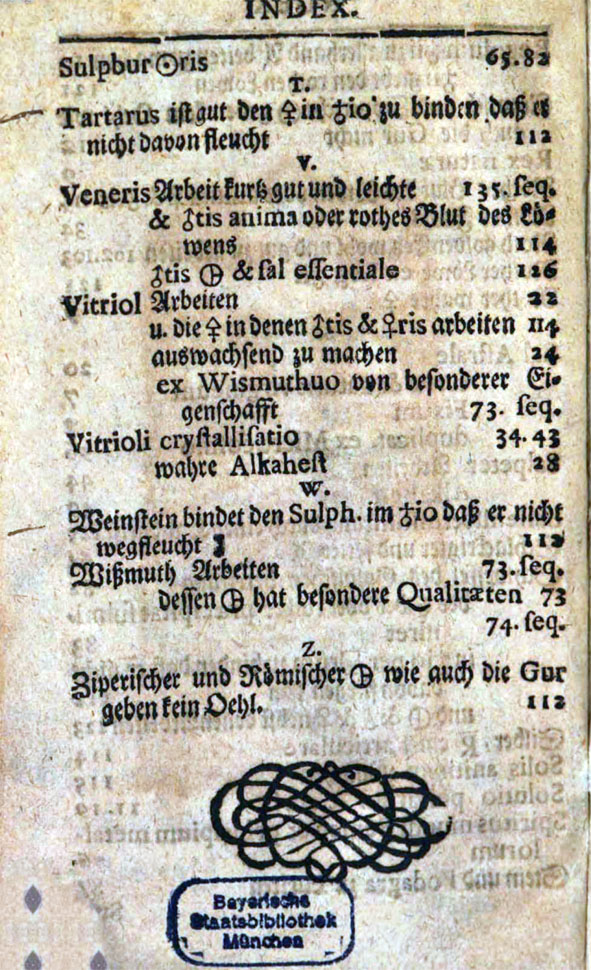 INDEX.
Sulphur ☉ris 65.82
T.
Tartarus ist gut den 🜍 in ♁io zu binden daß er
nicht davon fleucht 112
V.
Veneris Arbeit kurtz gut und leichte 135. seq.
& ♂tis anima oder rothes Blut des Lö-
wens 114
♂tis 🜖 & sal essentiale 126
Vitriol Arbeiten 22
u. die 🜍 in denen ♂tis & ♀ris arbeiten 114
auswachsend zu machen 24
ex Wismuthuo von besonderer Ei-
genschafft 73. seq.
Vitrioli crystallisatio 34.43
wahre Alkahest 28
W.
Weinstein bindet den Sulph. im ♁io daß er nicht
wegfleucht 112
Wißmuth Arbeiten 73. seq.
dessen 🜖 hat besondere Qualitæten 73
74. seq.
Z.
Ziperischer und Römischer 🜖 wie auch die Gur
geben kein Oehl. 112
Bayerische
Staatsbibliothek
München